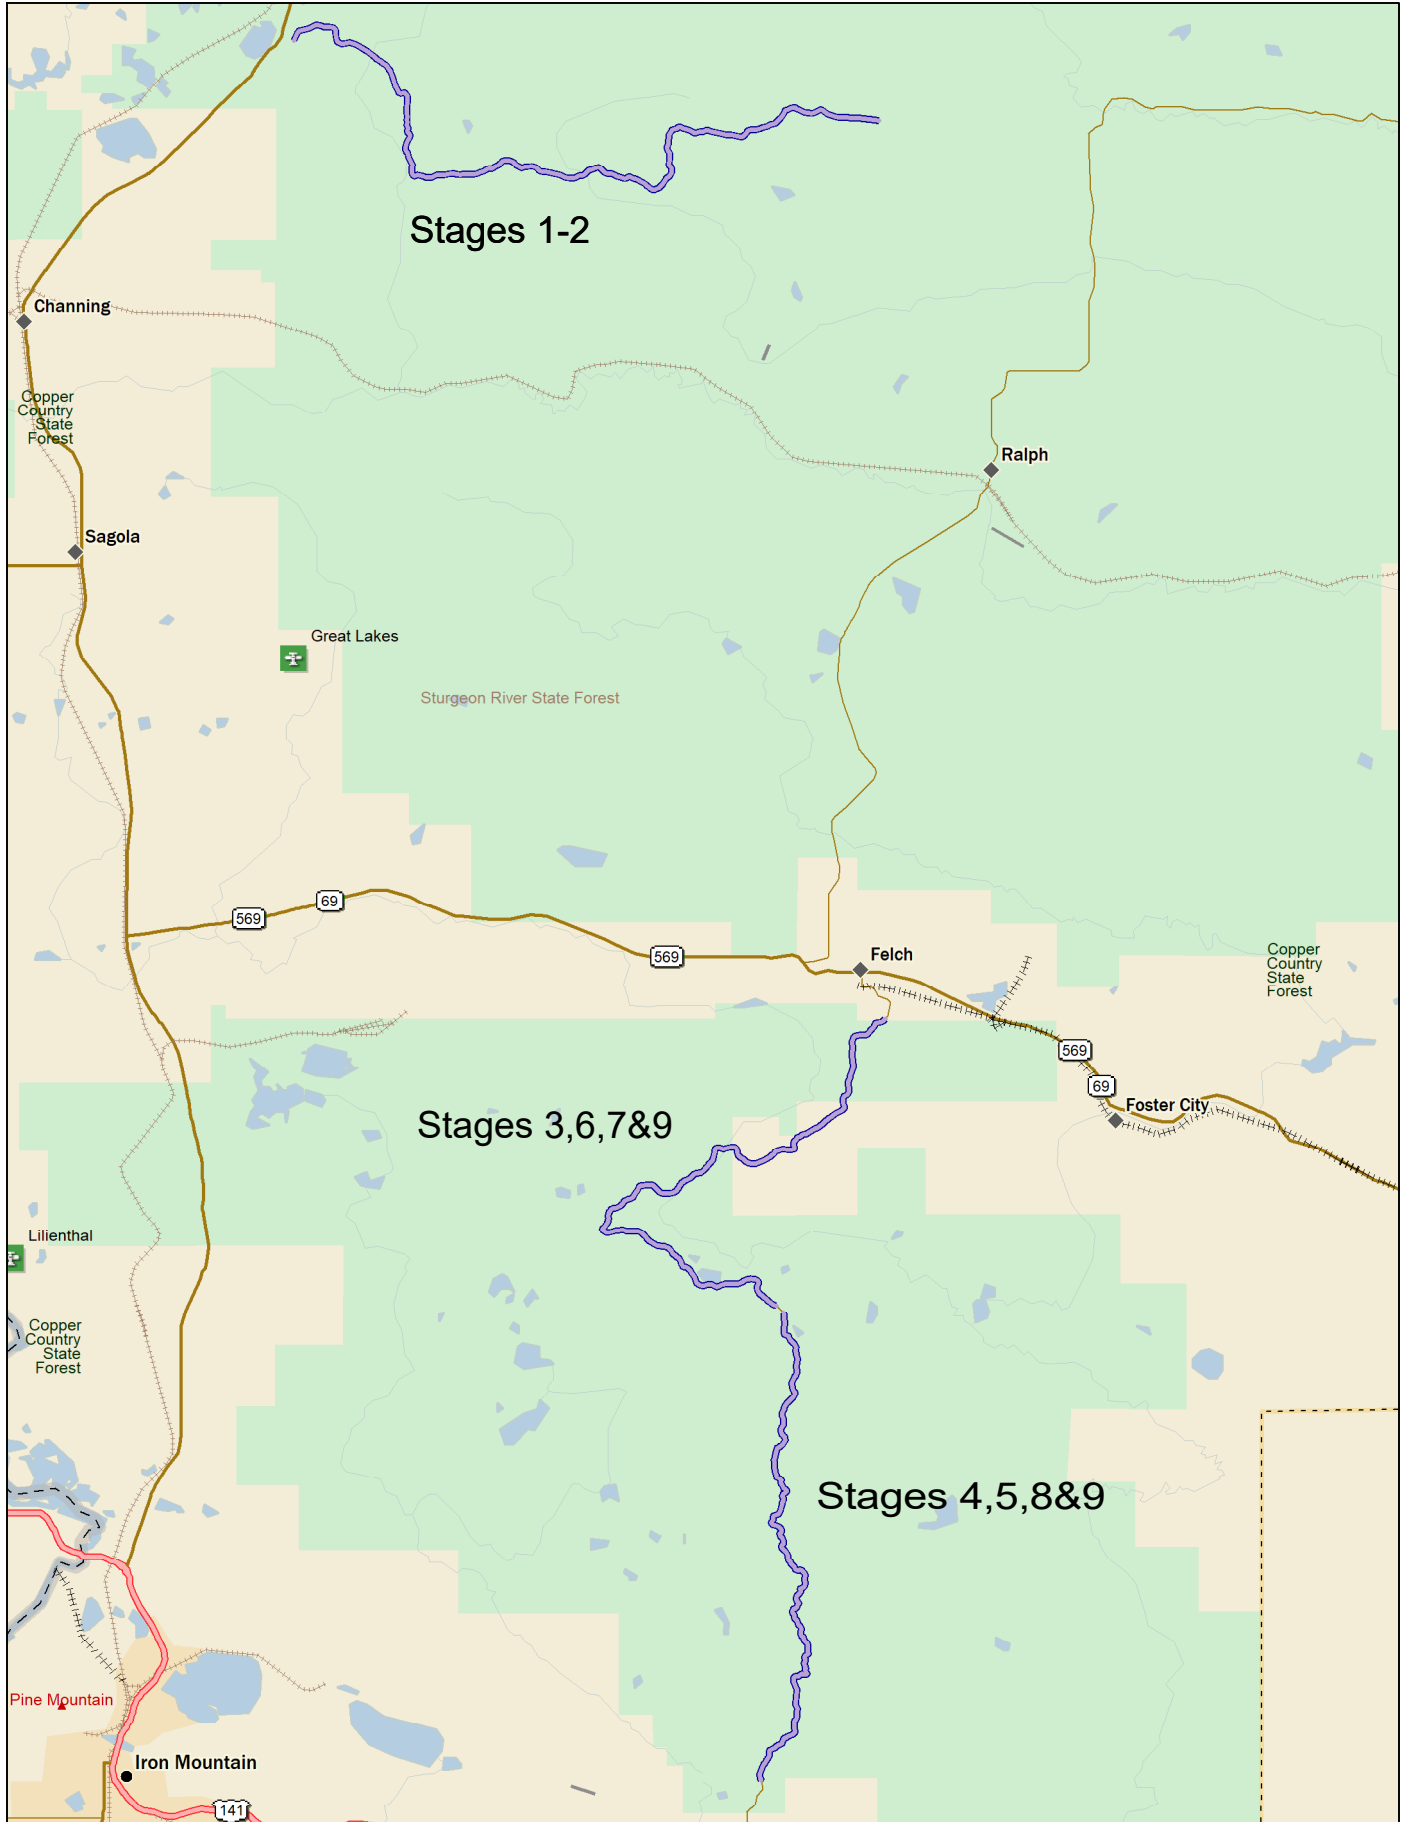 Stages 1-2
Channing
Copper
Country
State
Forest
Ralph
Sagola
Great Lakes
Sturgeon River State Forest
69
569
569
Felch
Copper
Country
State
Forest
569
69
Foster City
Stages 3,6,7&9
Lilienthal
Copper
Country
State
Forest
Stages 4,5,8&9
Pine Mountain
Iron Mountain
141